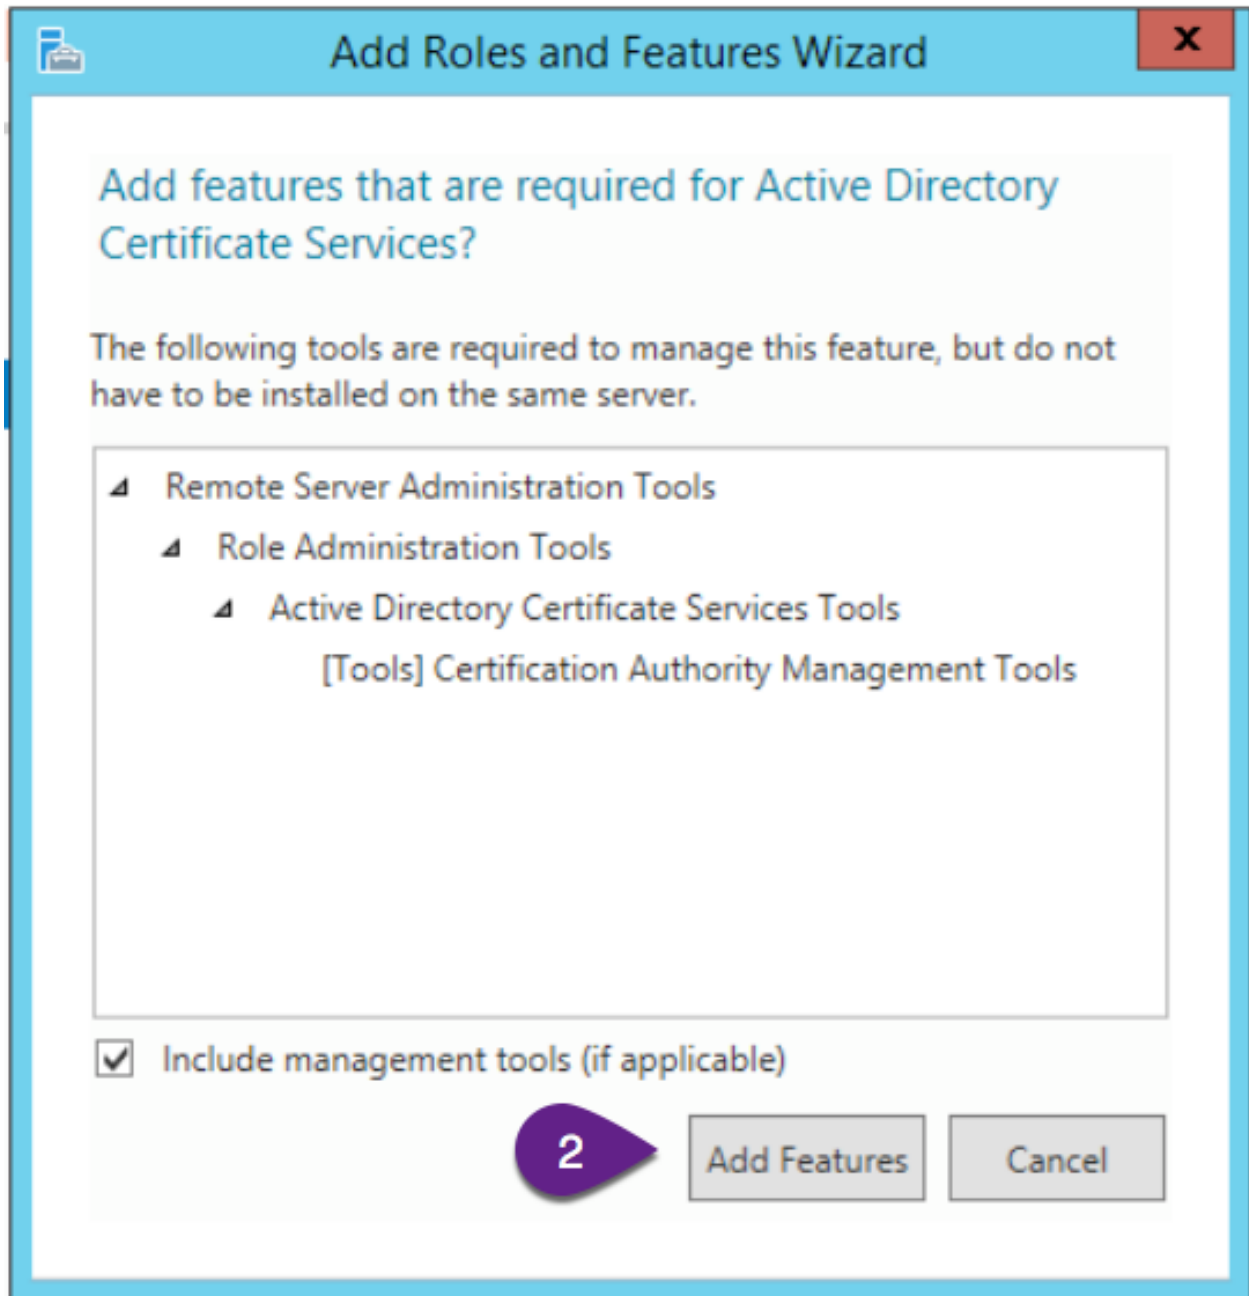 Add Roles and Features Wizard
x
Add features that are required for Active Directory
Certificate Services?
The following tools are required to manage this feature, but do not
have to be installed on the same server.
Remote Server Administration Tools
Role Administration Tools
Active Directory Certificate Services Tools
[Tools] Certification Authority Management Tools
Include management tools (if applicable)
2
Add Features
Cancel